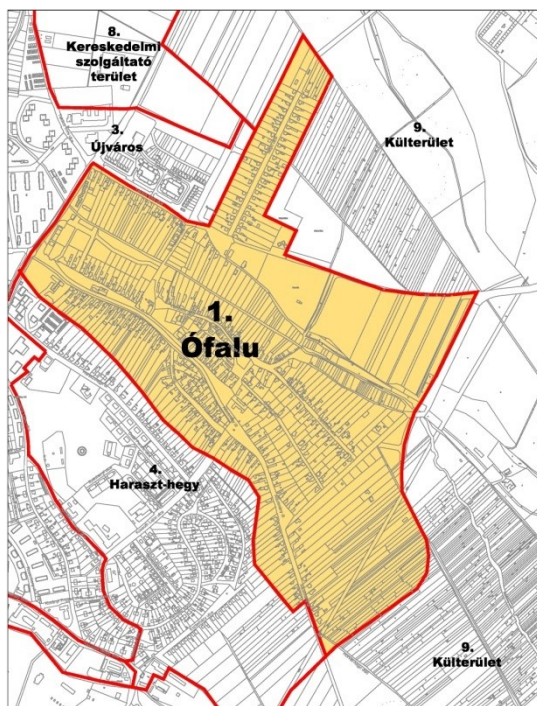 8.
Kereskedelmi
szolgáltató
terület
3.
Újváros
9.
Külterület
1.
Ófalu
4.
Haraszt-hegy
9.
Külterület